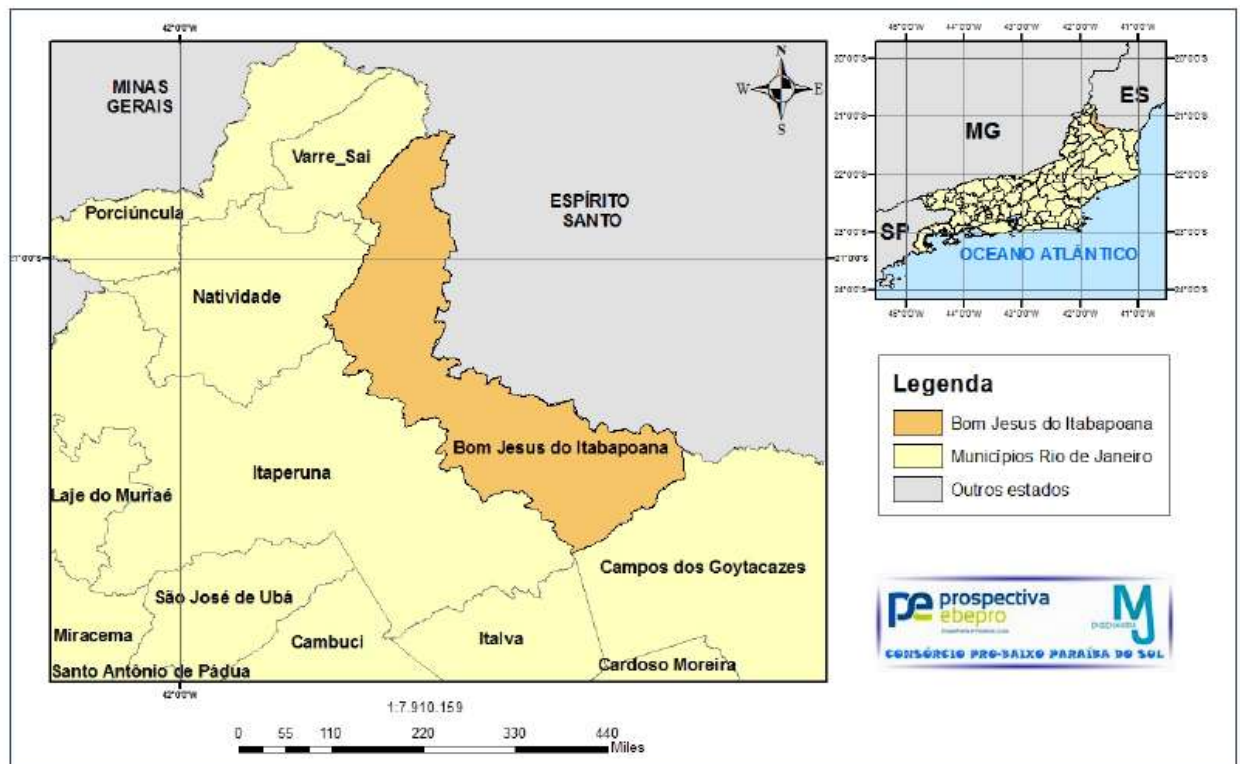 42°0'0"W
MINAS
GERAIS
N
W
E
S
Varre_Sai
Porciúncula
ESPÍRITO
SANTO
Natividade
Bom Jesus do Itabapoana
Itaperuna
Laje do Muriaé
Campos dos Goytacazes
São José de Ubá
Miracema
Cambuci
Italva
Santo Antônio de Pádua
Cardoso Moreira
42°0'0"W
1:7.910.159
0 55 110 220 330 440
Miles
MG
ES
SP
OCEANO ATLÂNTICO
Legenda
Bom Jesus do Itabapoana
Municípios Rio de Janeiro
Outros estados
pe prospectiva
ebepro
MJ
CONSÓRCIO PRO-BAIXO PARAÍBA DO SUL